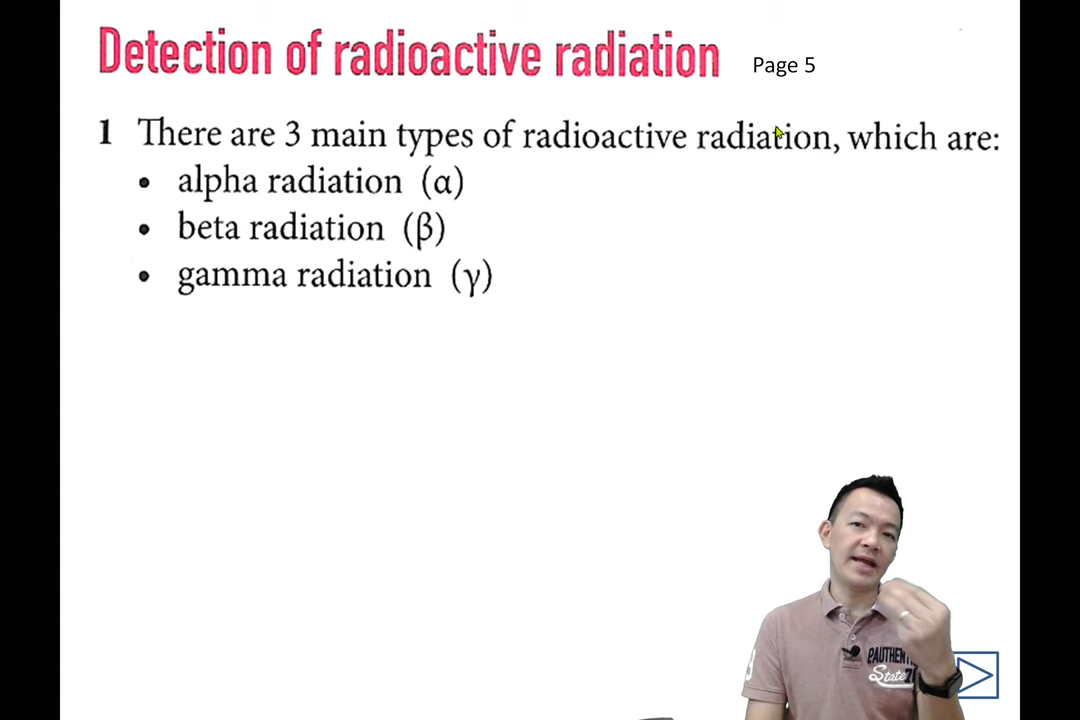 Detection of radioactive radiation
Page 5
1 There are 3 main types of radioactive radiation, which are:
• alpha radiation (α)
• beta radiation (β)
• gamma radiation (γ)
State